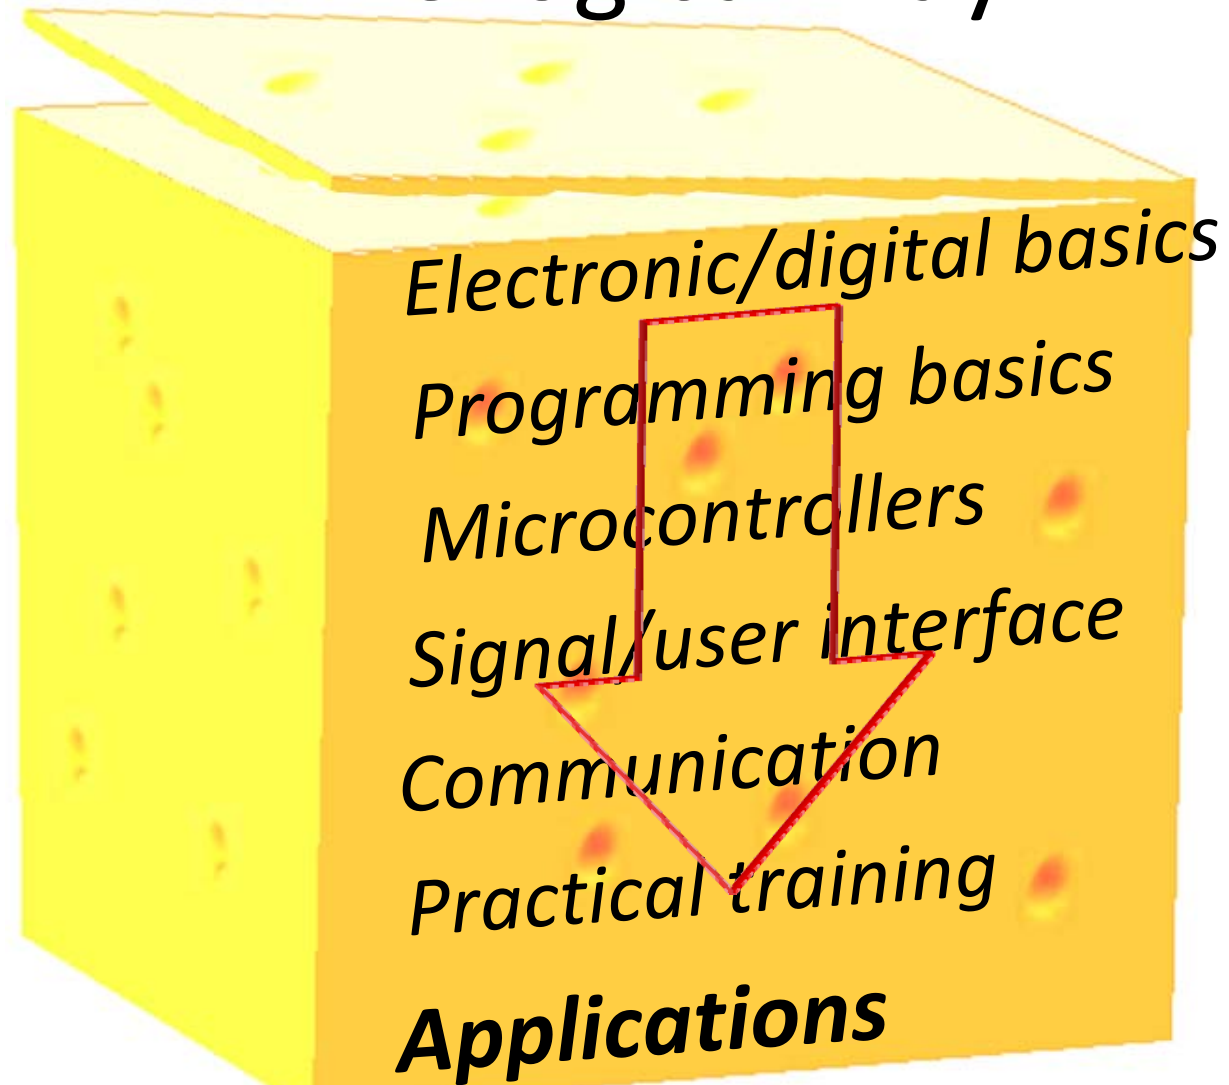 Electronic/digital basics
Programming basics
Microcontrollers
Signal/user interface
Communication
Practical training
Applications